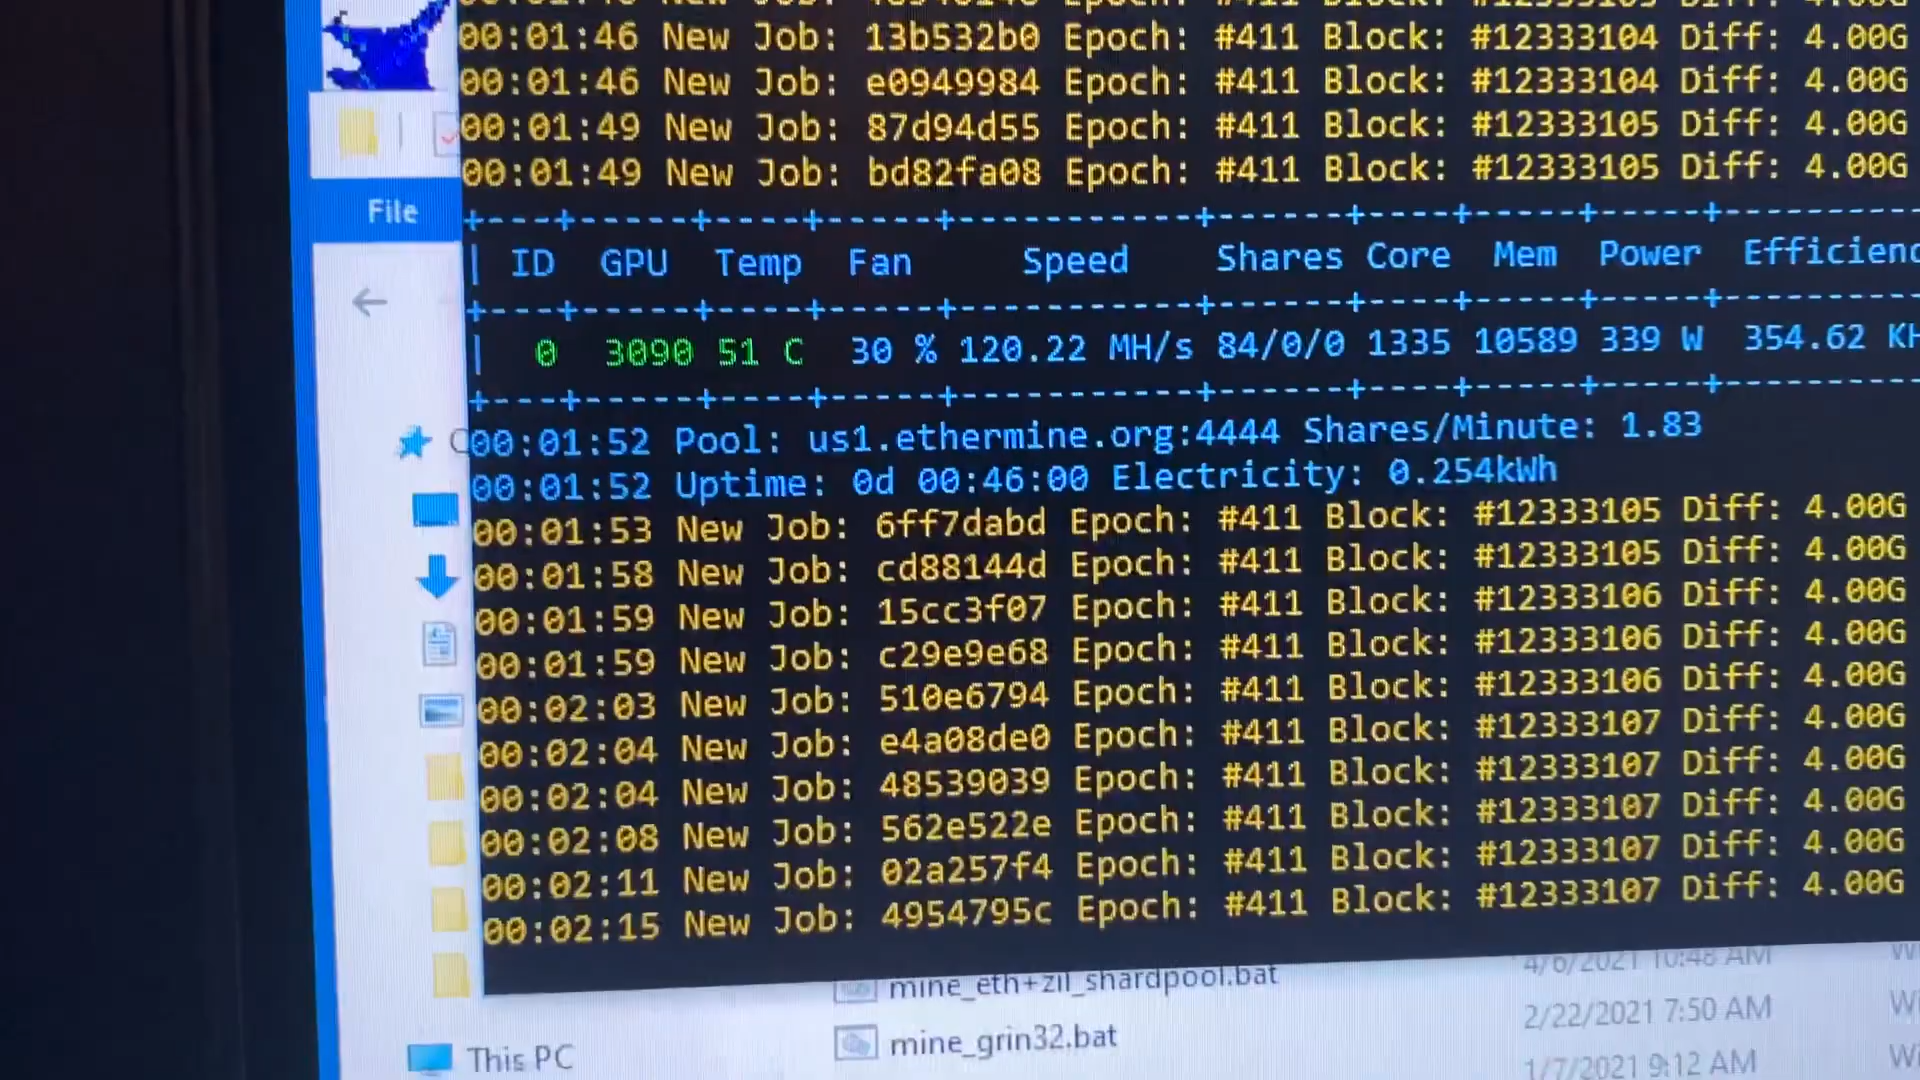 00:01:46 New Job: 13b532b0 Epoch: #411 Block: #12333104 Diff: 4.00G
00:01:46 New Job: e0949984 Epoch: #411 Block: #12333104 Diff: 4.00G
00:01:49 New Job: 87d94d55 Epoch: #411 Block: #12333105 Diff: 4.00G
00:01:49 New Job: bd82fa08 Epoch: #411 Block: #12333105 Diff: 4.00G
File
ID GPU Temp Fan Speed Shares Core Mem Power
0 3090 51 C 30 % 120.22 MH/s 84/0/0 1335 10589 339 W 354.62
00:01:52 Pool: us1.ethermine.org:4444 Shares/Minute: 1.83
00:01:52 Uptime: 0d 00:46:00 Electricity: 0.254kWh
00:01:53 New Job: 6ff7dabd Epoch: #411 Block: #12333105 Diff: 4.00G
00:01:58 New Job: cd88144d Epoch: #411 Block: #12333105 Diff: 4.00G
00:01:59 New Job: 15cc3f07 Epoch: #411 Block: #12333106 Diff: 4.00G
00:01:59 New Job: c29e9e68 Epoch: #411 Block: #12333106 Diff: 4.00G
00:02:03 New Job: 510e6794 Epoch: #411 Block: #12333106 Diff: 4.00G
00:02:04 New Job: e4a08de0 Epoch: #411 Block: #12333107 Diff: 4.00G
00:02:04 New Job: 48539039 Epoch: #411 Block: #12333107 Diff: 4.00G
00:02:08 New Job: 562e522e Epoch: #411 Block: #12333107 Diff: 4.00G
00:02:11 New Job: 02a257f4 Epoch: #411 Block: #12333107 Diff: 4.00G
00:02:15 New Job: 4954795c Epoch: #411 Block: #12333107 Diff: 4.00G
mine_eth+zil_shardpool.bat 4/6/2021 10:48 AM
mine_grin32.bat 2/22/2021 7:50 AM
This PC 1/7/2021 9:12 AM